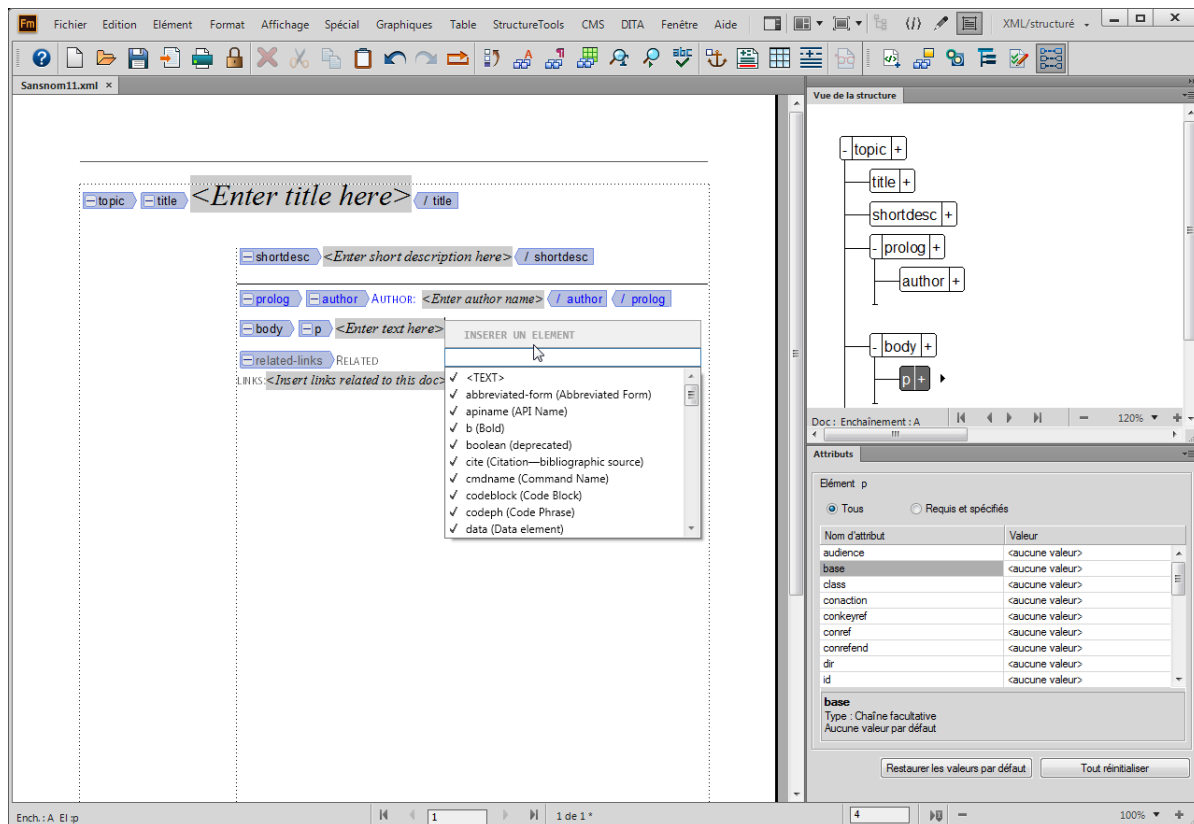 Fm Fichier Edition Elément Format Affichage Spécial Graphiques Table StructureTools CMS DITA Fenêtre Aide XML/structuré
Sansnom11.xml ×
topic title <Enter title here> / title
shortdesc <Enter short description here> / shortdesc
prolog author AUTHOR: <Enter author name> / author / prolog
body p <Enter text here>
related-links RELATED
LINKS: <Insert links related to this doc>
INSERER UN ELEMENT
✓ <TEXT>
✓ abbreviated-form (Abbreviated Form)
✓ apiname (API Name)
✓ b (Bold)
✓ boolean (deprecated)
✓ cite (Citation—bibliographic source)
✓ cmdname (Command Name)
✓ codeblock (Code Block)
✓ codeph (Code Phrase)
✓ data (Data element)
Ench. : A El :p
1
1 de 1 *
Vue de la structure
- topic +
title +
shortdesc +
- prolog +
author +
- body +
p +
Doc : Enchaînement : A
120%
Attributs
Elément p
Tous Requis et spécifiés
Nom d'attribut Valeur
audience <aucune valeur>
base <aucune valeur>
class <aucune valeur>
conaction <aucune valeur>
conkeyref <aucune valeur>
conref <aucune valeur>
conrefend <aucune valeur>
dir <aucune valeur>
id <aucune valeur>
base
Type : Chaîne facultative
Aucune valeur par défaut
Restaurer les valeurs par défaut Tout réinitialiser
4
100%